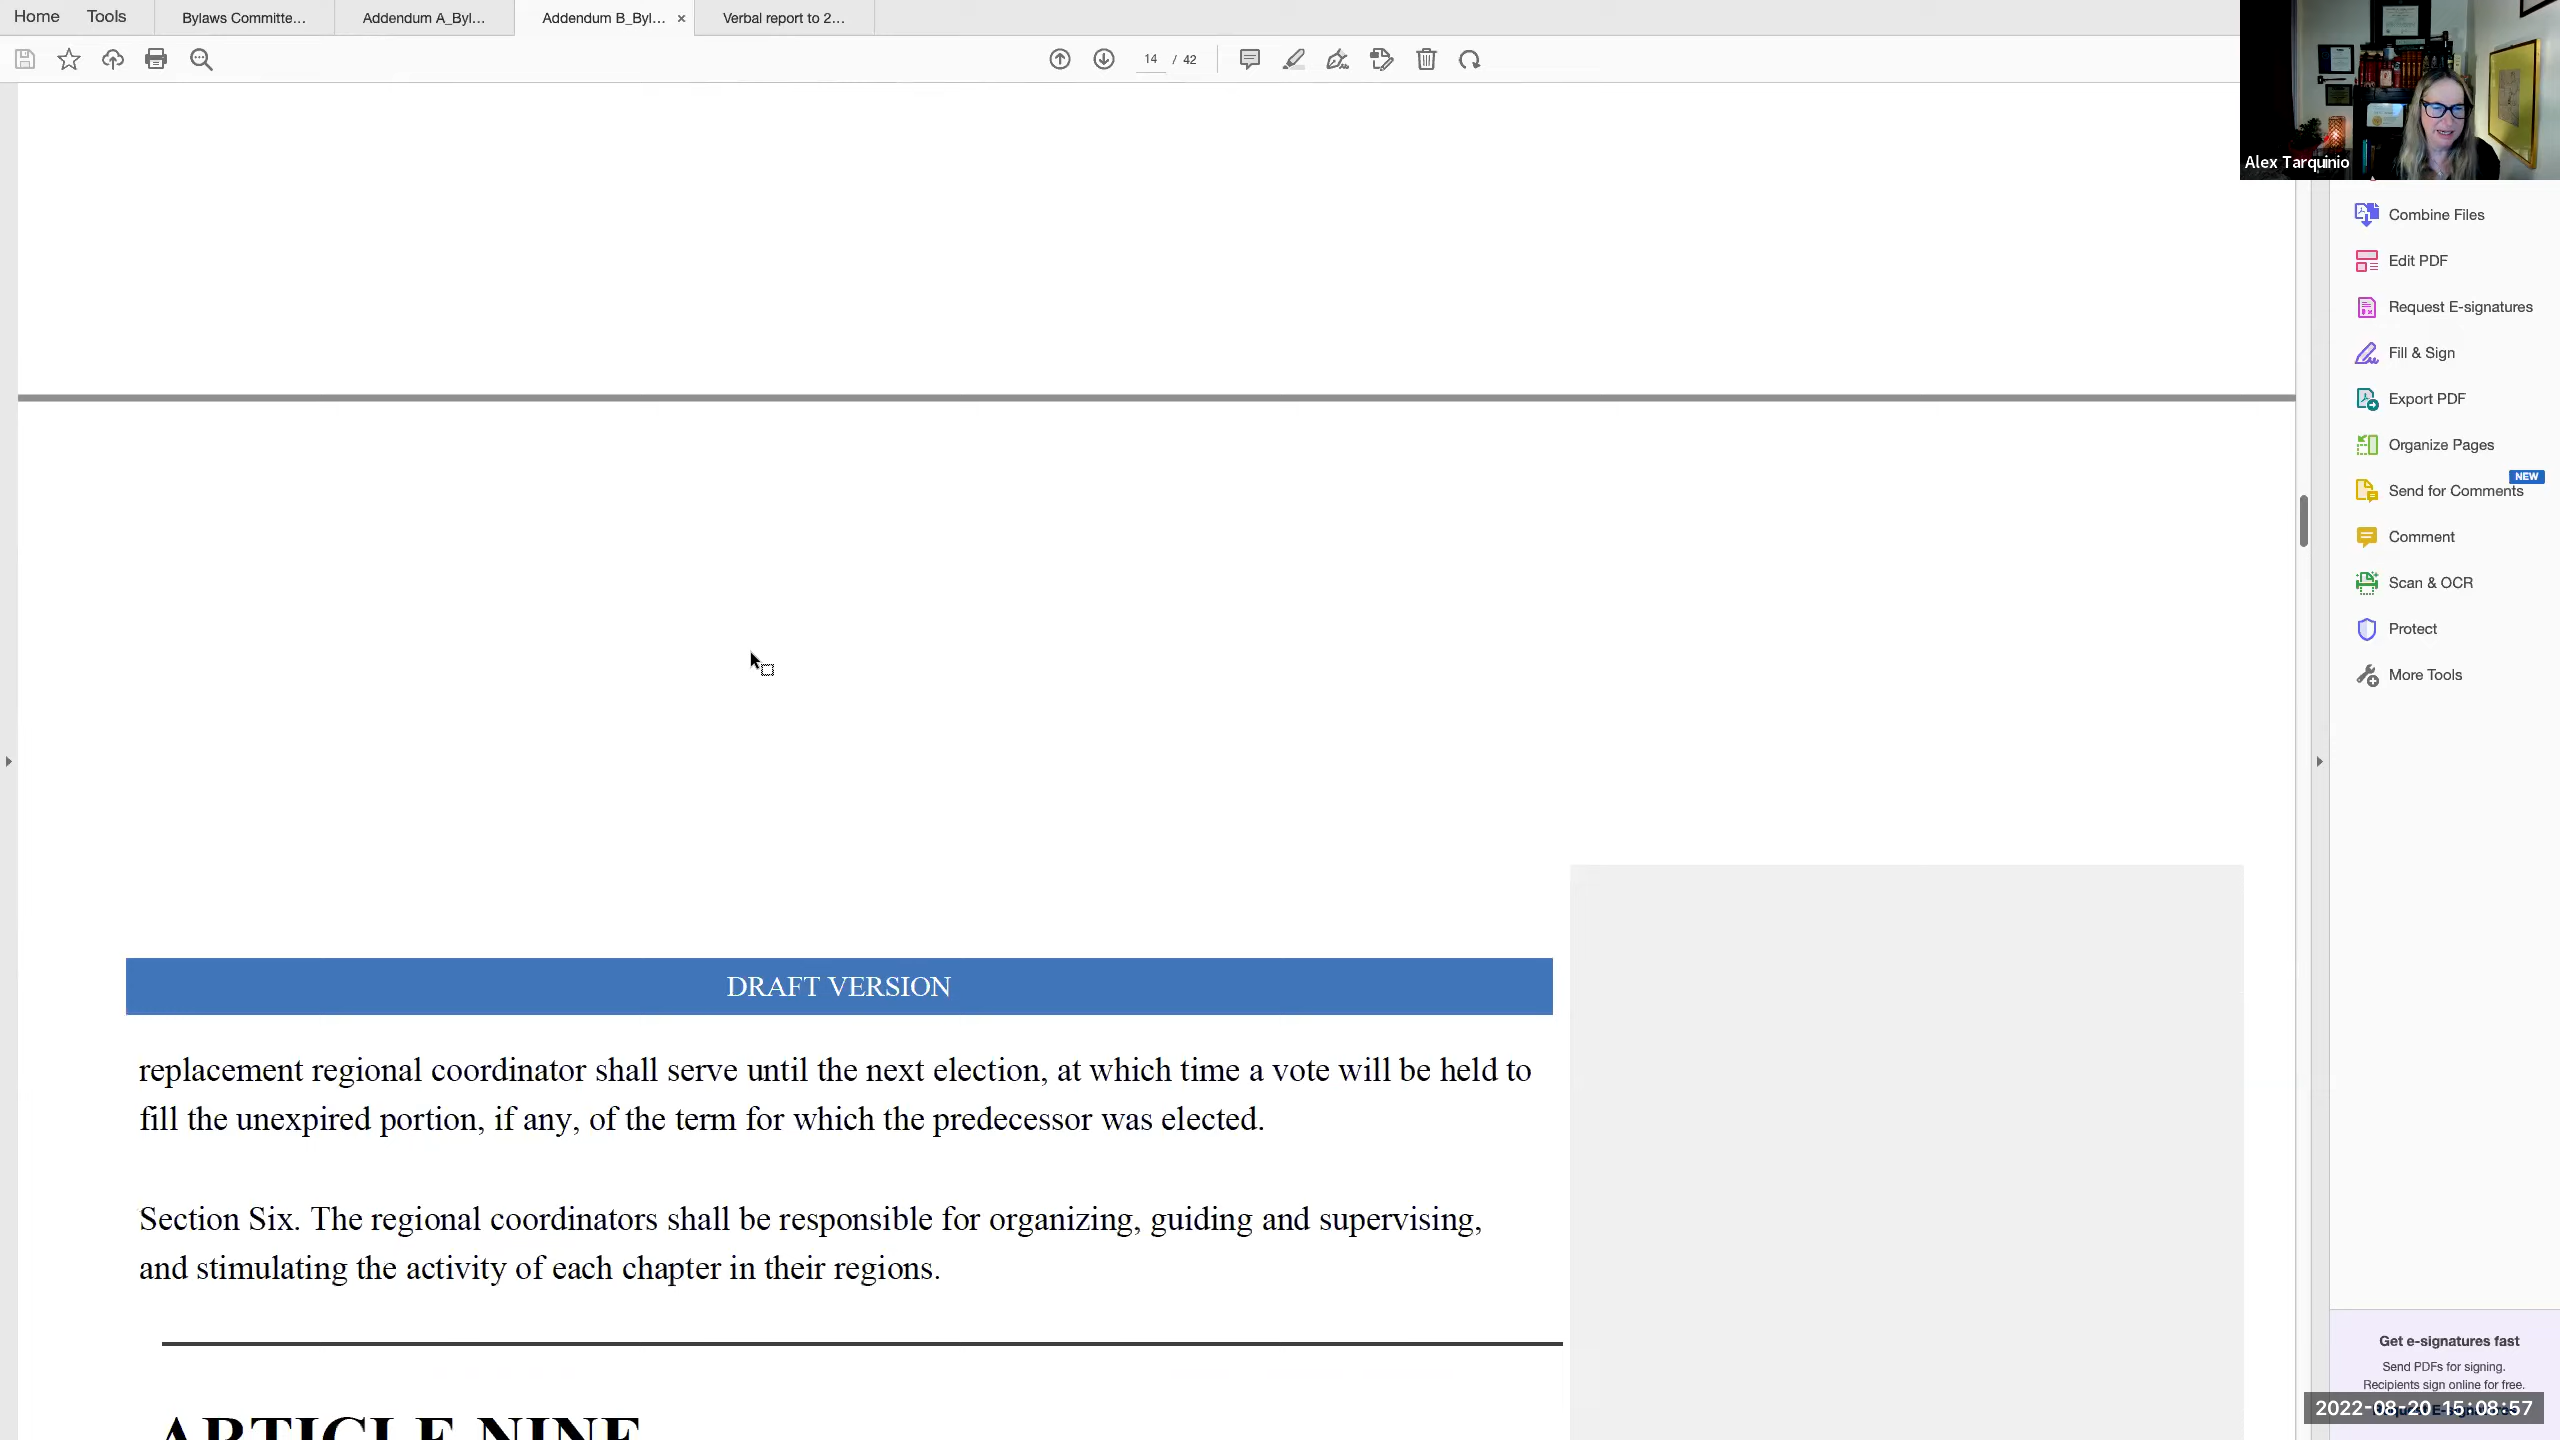 Home Tools Bylaws Committe... Addendum A_Byl... Addendum B_Byl... × Verbal report to 2...
14 / 42
Alex Tarquinio
Combine Files
Edit PDF
Request E-signatures
Fill & Sign
Export PDF
Organize Pages
NEW
Send for Comments
Comment
Scan & OCR
Protect
More Tools
DRAFT VERSION
replacement regional coordinator shall serve until the next election, at which time a vote will be held to
fill the unexpired portion, if any, of the term for which the predecessor was elected.
Section Six. The regional coordinators shall be responsible for organizing, guiding and supervising,
and stimulating the activity of each chapter in their regions.
ARTICLE NINE
Get e-signatures fast
Send PDFs for signing.
Recipients sign online for free.
2022-08-20 15:08:57